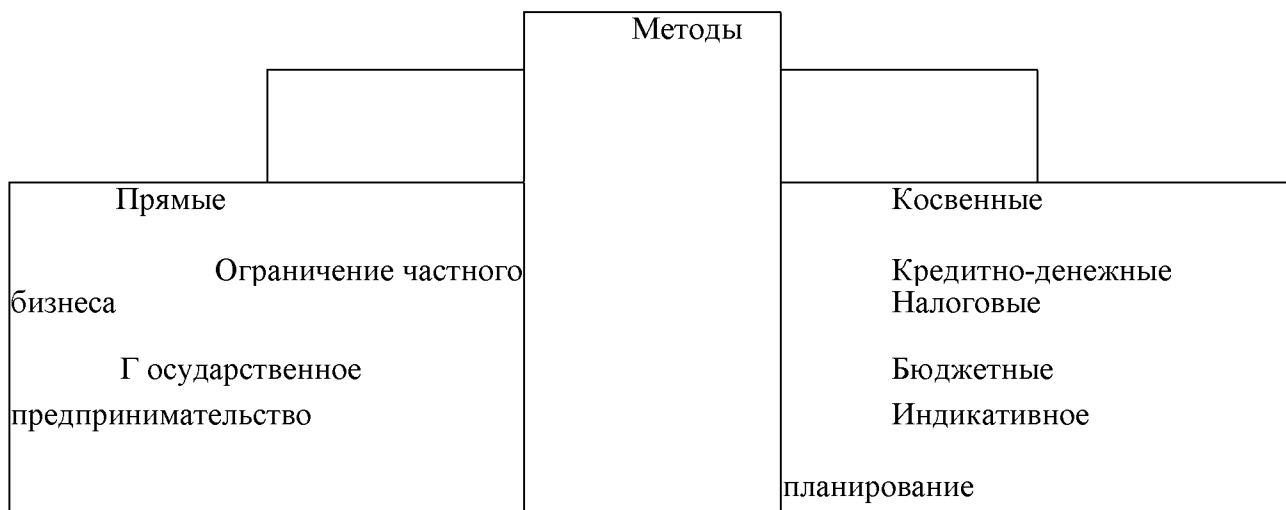 Методы
Прямые
Ограничение частного
бизнеса
Г осударственное
предпринимательство
Косвенные
Кредитно-денежные
Налоговые
Бюджетные
Индикативное
планирование